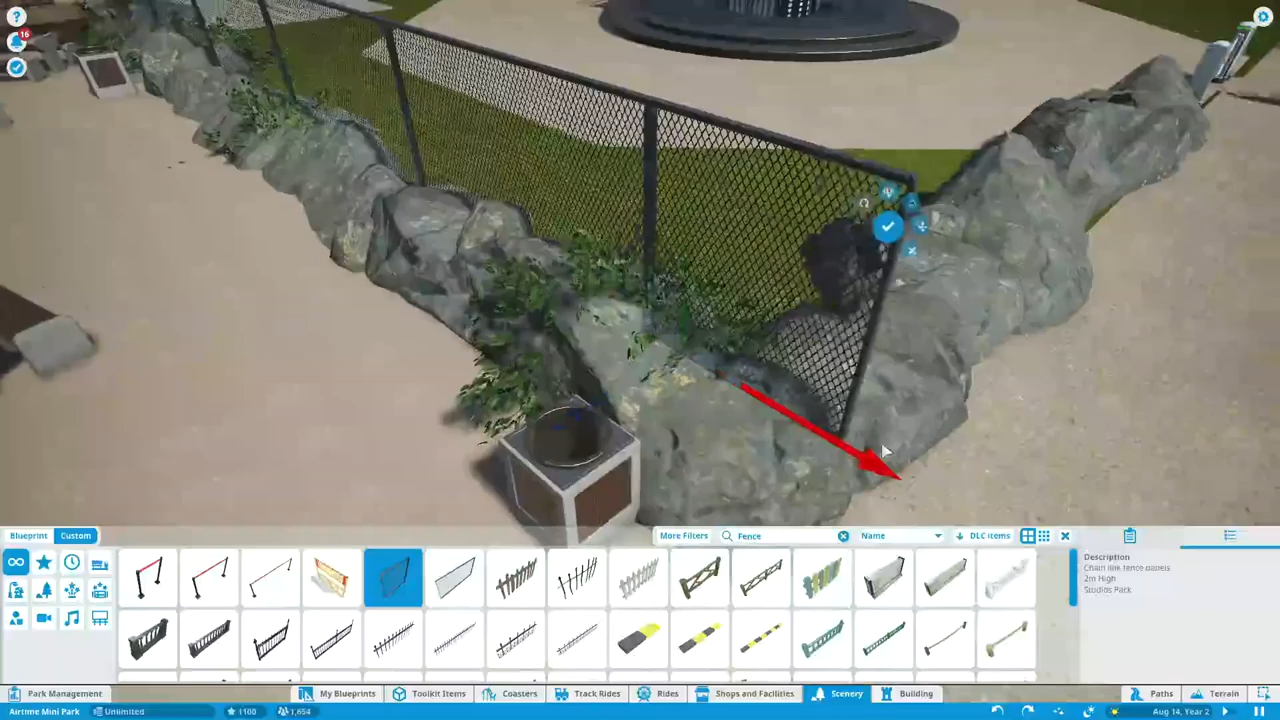 16
Blueprint Custom More Filters Fence Name DLC Items
Description
Chain link fence panels
2m High
Studios Pack
Park Management My Blueprints Toolkit Items Coasters Track Rides Rides Shops and Facilities Scenery Building Paths Terrain
Airtime Mini Park Unlimited 1100 1,654 Aug 14, Year 2